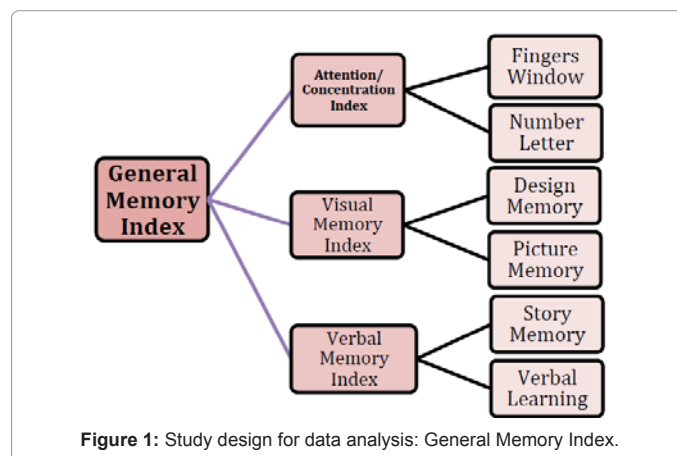 General
Memory
Index
Attention/
Concentration
Index
Fingers
Window
Number
Letter
Visual
Memory
Index
Design
Memory
Picture
Memory
Verbal
Memory
Index
Story
Memory
Verbal
Learning
Figure 1: Study design for data analysis: General Memory Index.